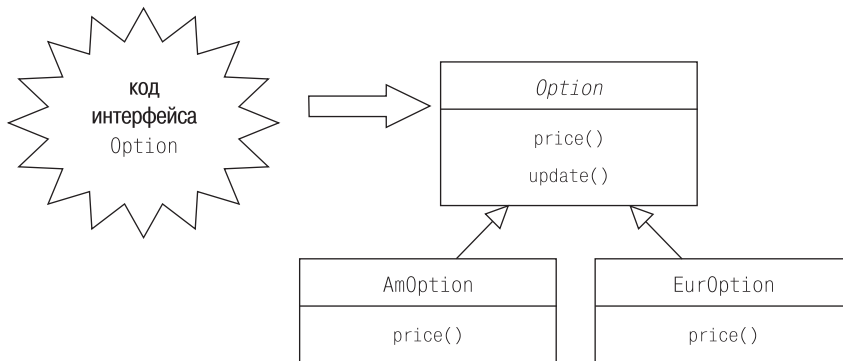 код
интерфейса
Option
Option
price()
update()
AmOption
price()
EurOption
price()